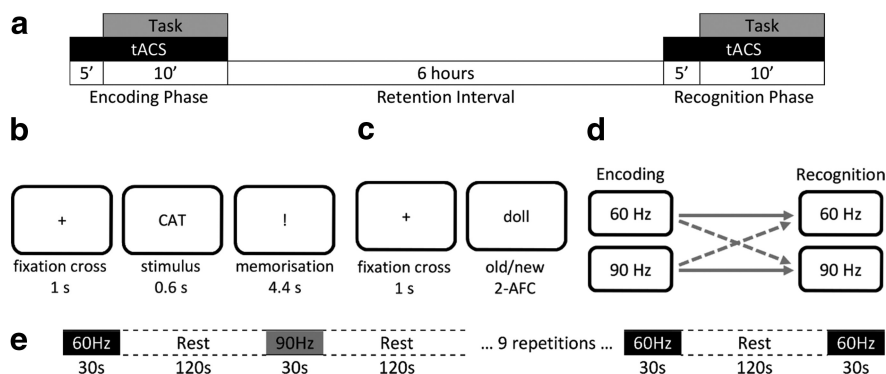 a
Task
tACS
5’ 10’
Encoding Phase
6 hours
Retention Interval
Task
tACS
5’ 10’
Recognition Phase
b
+ CAT !
fixation cross stimulus memorisation
1 s 0.6 s 4.4 s
c
+ doll
fixation cross old/new
1 s 2-AFC
d
Encoding Recognition
60 Hz 60 Hz
90 Hz 90 Hz
e
60Hz Rest 90Hz Rest ... 9 repetitions ... 60Hz Rest 60Hz
30s 120s 30s 120s 30s 120s 30s